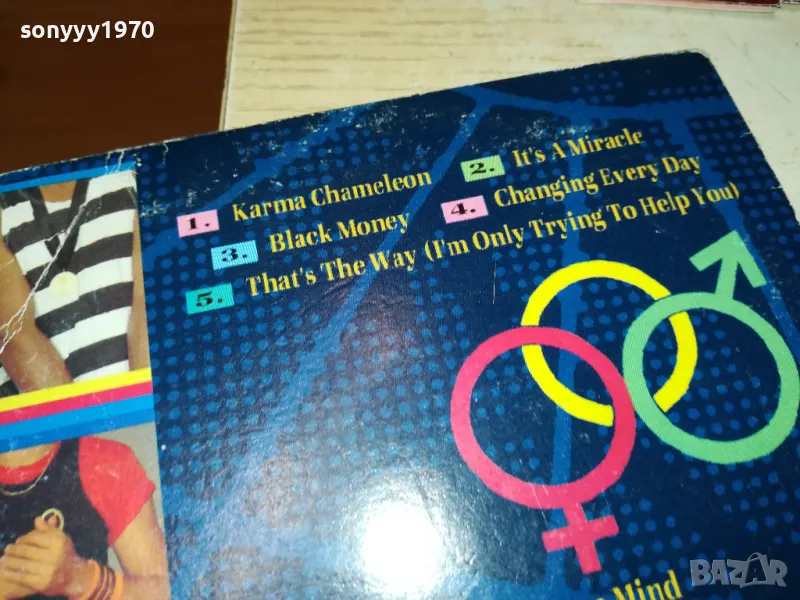 sonyyy1970
1. Karma Chameleon 2. It's A Miracle
3. Black Money 4. Changing Every Day
5. That's The Way (I'm Only Trying To Help You)
Mind
BAZAR